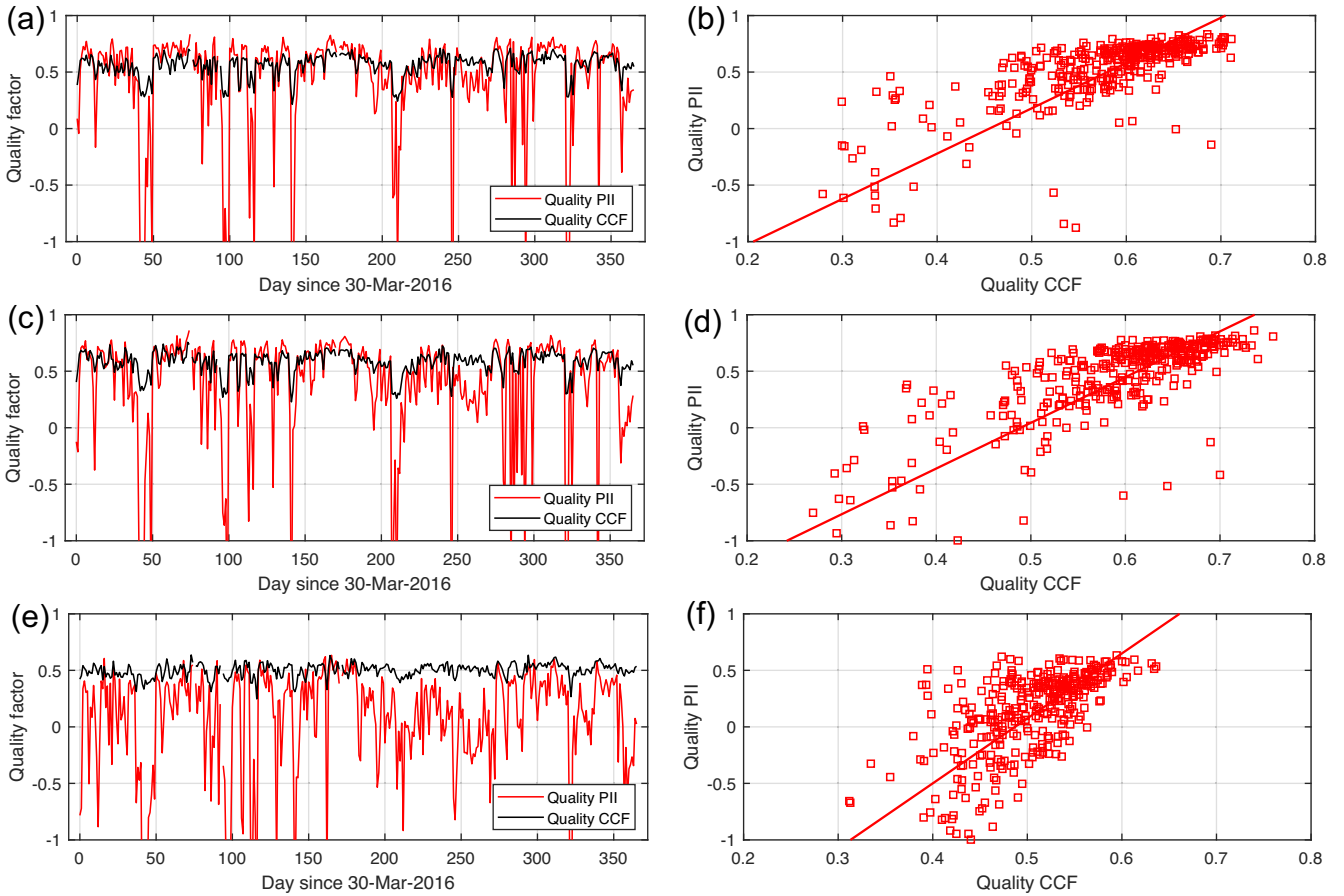 (a)
1
0.5
0
-0.5
-1
Quality factor
Quality PII
Quality CCF
0 50 100 150 200 250 300 350
Day since 30-Mar-2016
(b)
1
0.5
0
-0.5
-1
Quality PII
0.2 0.3 0.4 0.5 0.6 0.7 0.8
Quality CCF
(c)
1
0.5
0
-0.5
-1
Quality factor
Quality PII
Quality CCF
0 50 100 150 200 250 300 350
Day since 30-Mar-2016
(d)
1
0.5
0
-0.5
-1
Quality PII
0.2 0.3 0.4 0.5 0.6 0.7 0.8
Quality CCF
(e)
1
0.5
0
-0.5
-1
Quality factor
Quality PII
Quality CCF
0 50 100 150 200 250 300 350
Day since 30-Mar-2016
(f)
1
0.5
0
-0.5
-1
Quality PII
0.2 0.3 0.4 0.5 0.6 0.7 0.8
Quality CCF